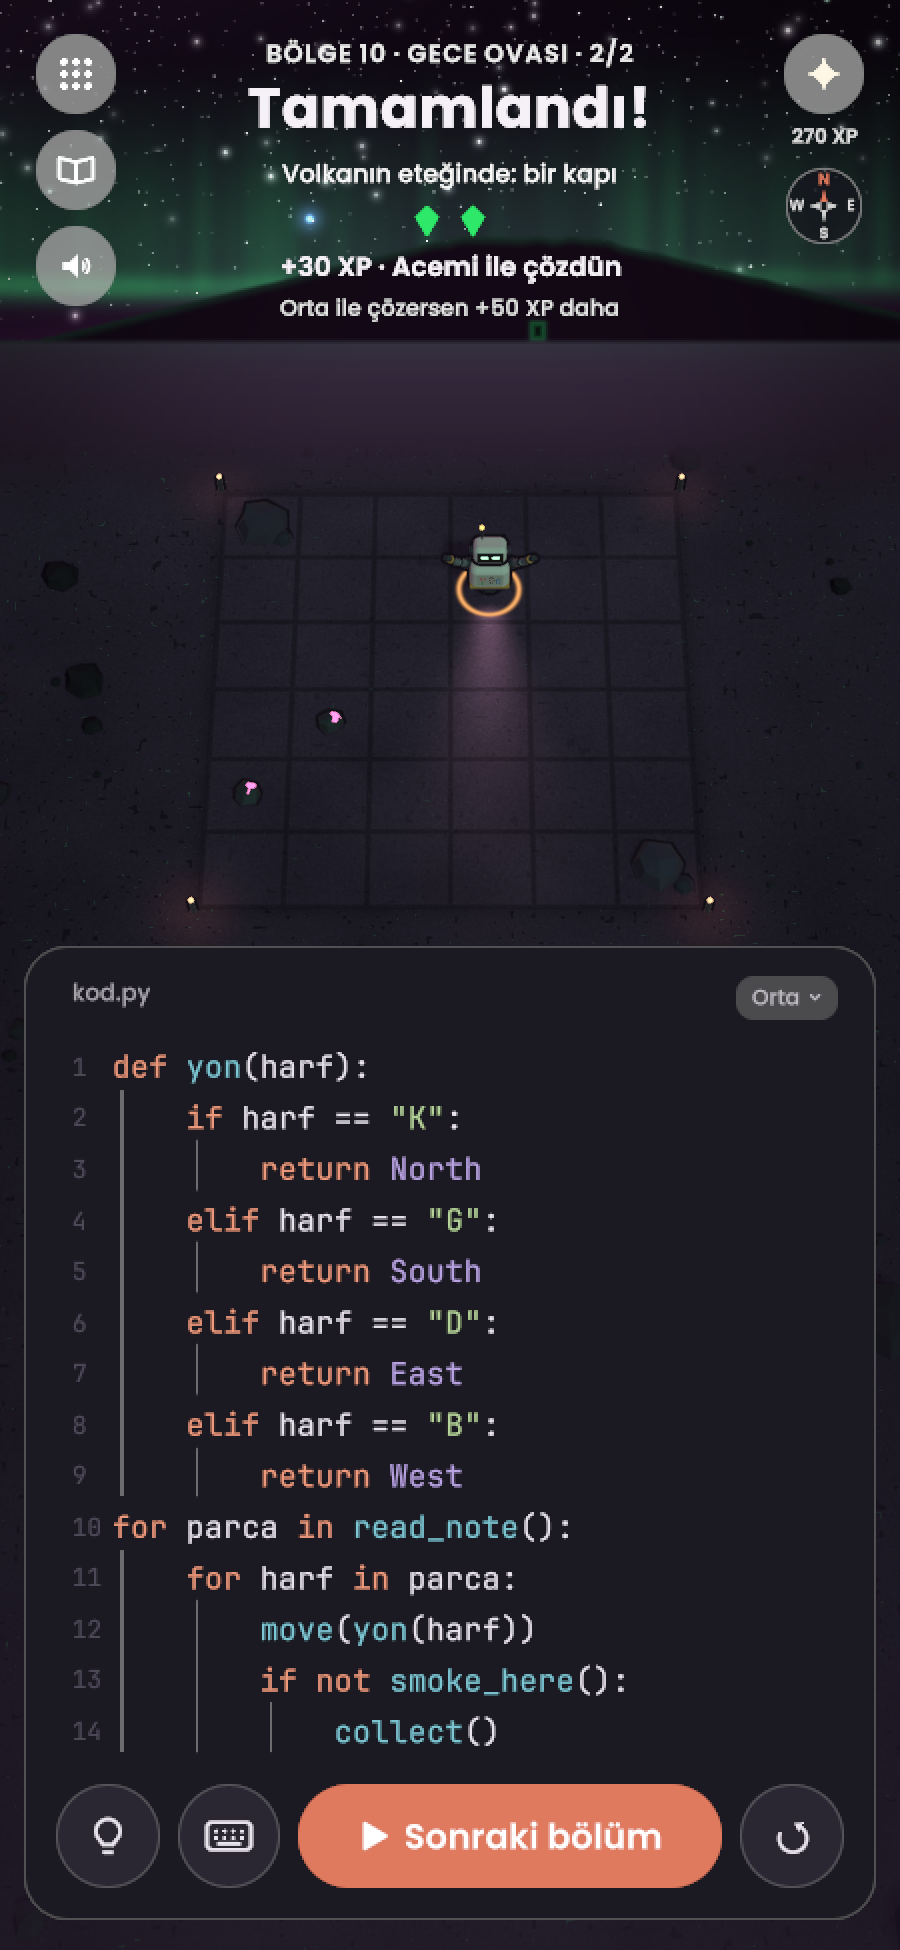 BÖLGE 10 · GECE OVASI · 2/2
Tamamlandı!
270 XP
Volkanın eteğinde: bir kapı
N
W E
S
+30 XP · Acemi ile çözdün
Orta ile çözersen +50 XP daha
kod.py
Orta
1 def yon(harf):
2 if harf == "K":
3 return North
4 elif harf == "G":
5 return South
6 elif harf == "D":
7 return East
8 elif harf == "B":
9 return West
10 for parca in read_note():
11 for harf in parca:
12 move(yon(harf))
13 if not smoke_here():
14 collect()
Sonraki bölüm